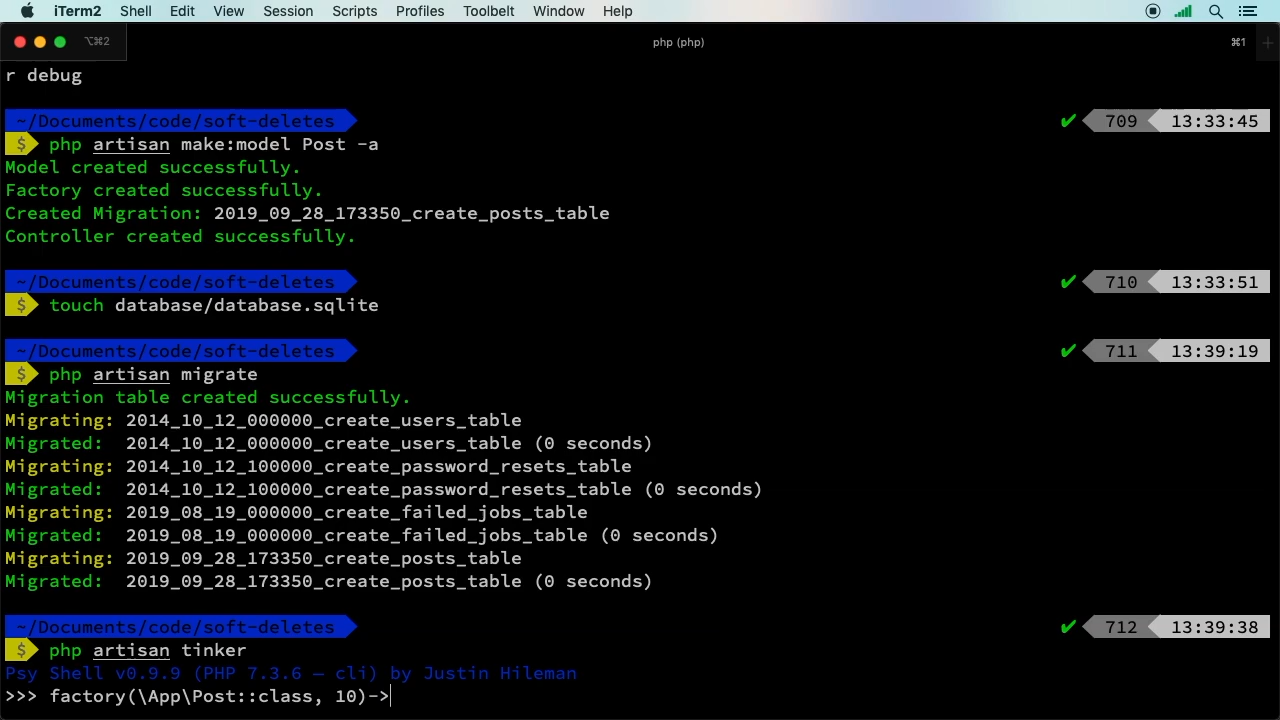 iTerm2 Shell Edit View Session Scripts Profiles Toolbelt Window Help
⌥⌘2 php (php) ⌘1 +
r debug
~/Documents/code/soft-deletes ✔ 709 13:33:45
$ php artisan make:model Post -a
Model created successfully.
Factory created successfully.
Created Migration: 2019_09_28_173350_create_posts_table
Controller created successfully.
~/Documents/code/soft-deletes ✔ 710 13:33:51
$ touch database/database.sqlite
~/Documents/code/soft-deletes ✔ 711 13:39:19
$ php artisan migrate
Migration table created successfully.
Migrating: 2014_10_12_000000_create_users_table
Migrated:  2014_10_12_000000_create_users_table (0 seconds)
Migrating: 2014_10_12_100000_create_password_resets_table
Migrated:  2014_10_12_100000_create_password_resets_table (0 seconds)
Migrating: 2019_08_19_000000_create_failed_jobs_table
Migrated:  2019_08_19_000000_create_failed_jobs_table (0 seconds)
Migrating: 2019_09_28_173350_create_posts_table
Migrated:  2019_09_28_173350_create_posts_table (0 seconds)
~/Documents/code/soft-deletes ✔ 712 13:39:38
$ php artisan tinker
Psy Shell v0.9.9 (PHP 7.3.6 — cli) by Justin Hileman
>>> factory(\App\Post::class, 10)->